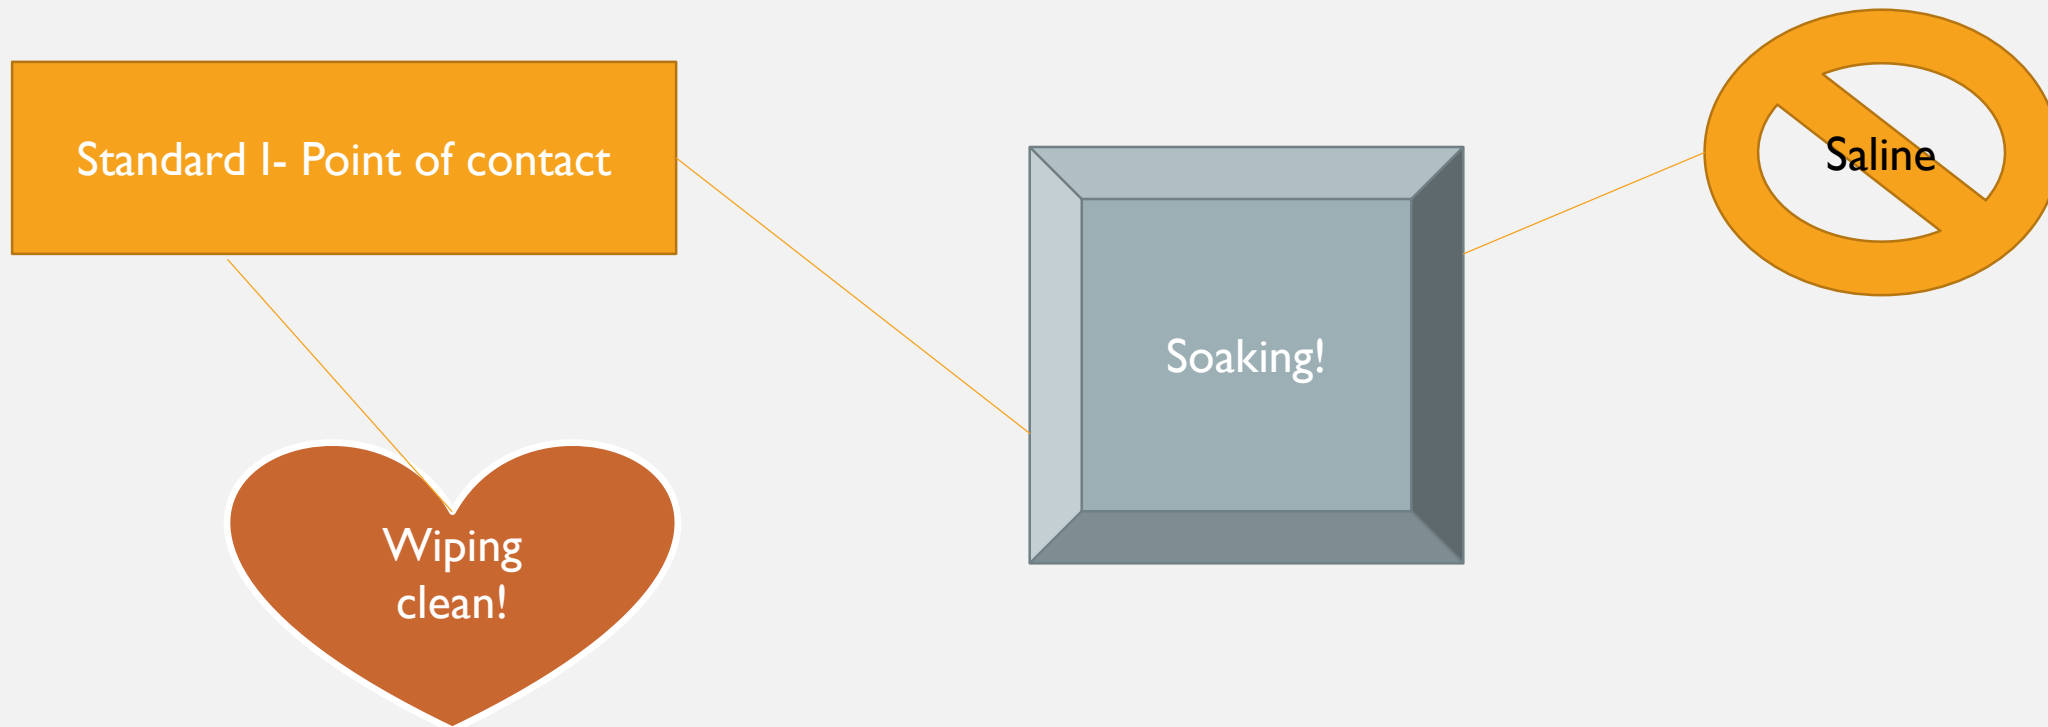 Standard I- Point of contact
Saline
Soaking!
Wiping
clean!